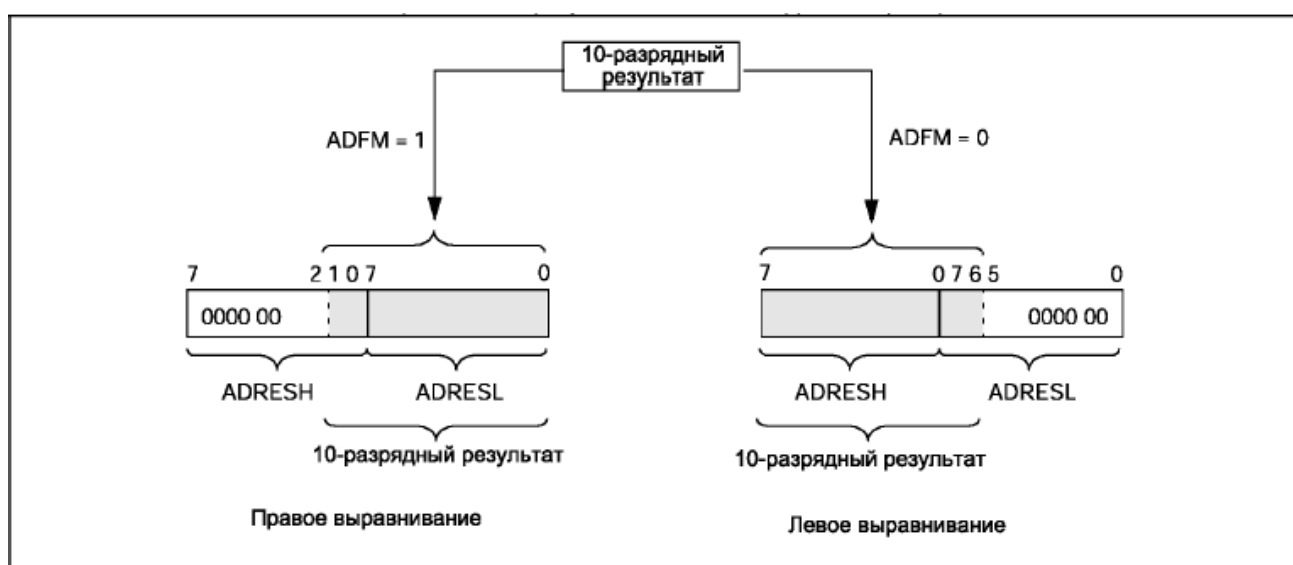 10-разрядный
результат
ADFM = 1
ADFM = 0
7 2 1 0 7 0
7 0 7 6 5 0
0000 00
0000 00
ADRESH ADRESL
ADRESH ADRESL
10-разрядный результат
10-разрядный результат
Правое выравнивание
Левое выравнивание